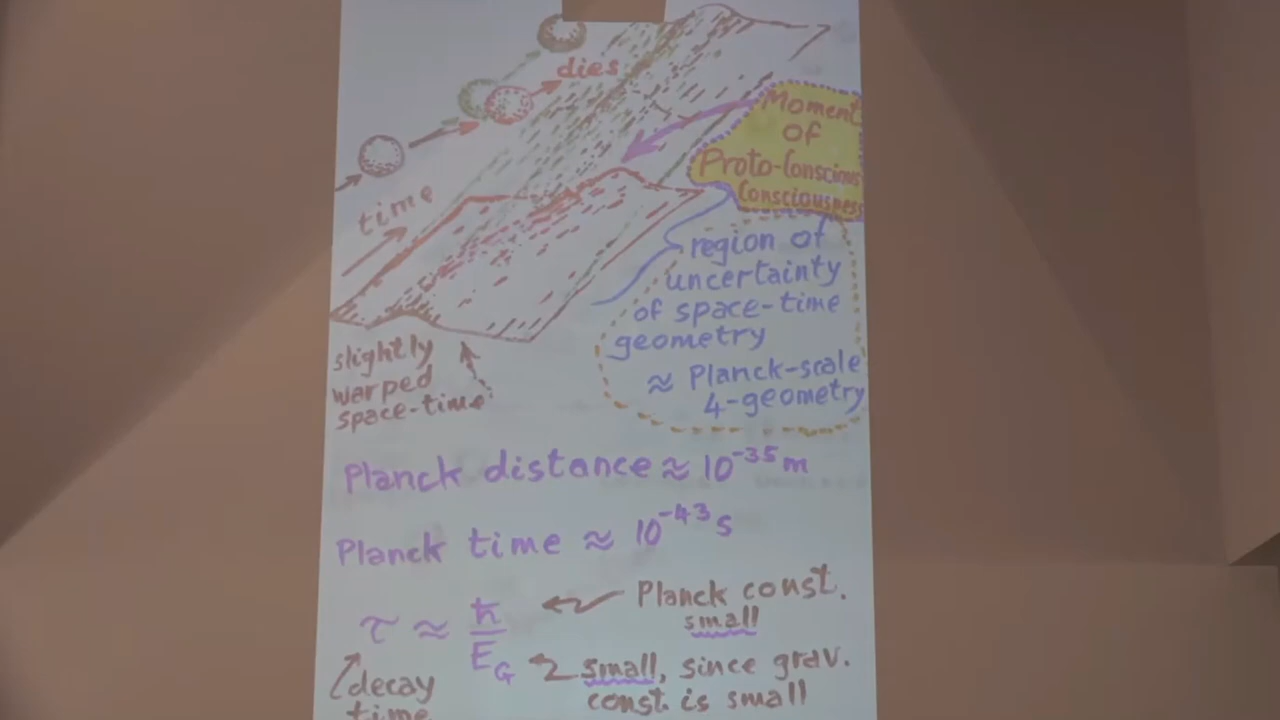 dies
Moment
of
Proto-Conscious
Consciousness
time
region of
uncertainty
of space-time
geometry
≈ Planck-scale
4-geometry
slightly
warped
space-time
Planck distance ≈ 10⁻³⁵ m
Planck time ≈ 10⁻⁴³ s
τ ≈ ħ/E_G
Planck const.
small
small, since grav.
const. is small
decay
time